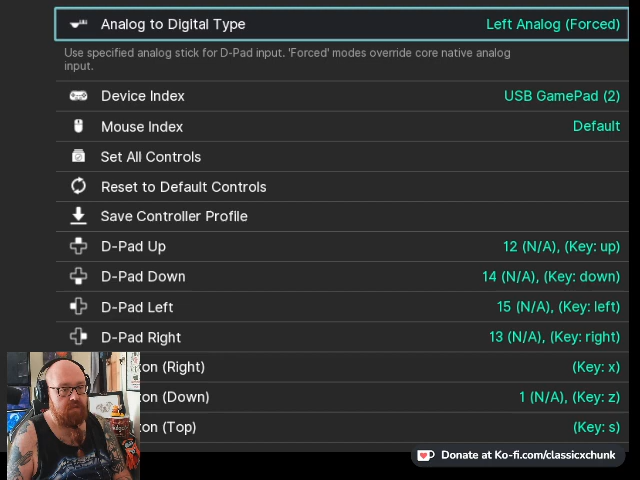 Analog to Digital Type Left Analog (Forced)
Use specified analog stick for D-Pad input. 'Forced' modes override core native analog
input.
Device Index USB GamePad (2)
Mouse Index Default
Set All Controls
Reset to Default Controls
Save Controller Profile
D-Pad Up 12 (N/A), (Key: up)
D-Pad Down 14 (N/A), (Key: down)
D-Pad Left 15 (N/A), (Key: left)
D-Pad Right 13 (N/A), (Key: right)
(Right) (Key: x)
(Down) 1 (N/A), (Key: z)
(Top) (Key: s)
Donate at Ko-fi.com/classicxchunk